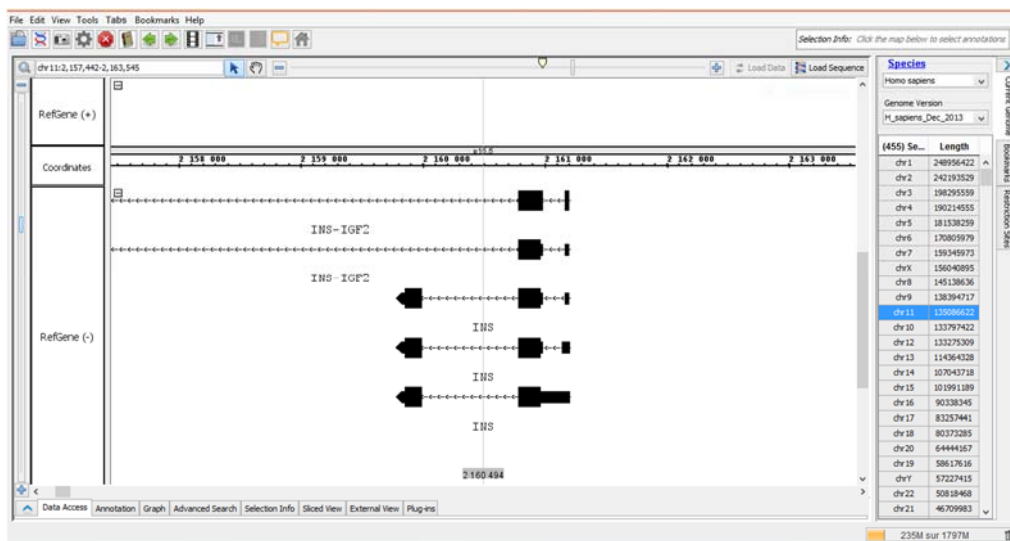 File Edit View Tools Tabs Bookmarks Help
Selection Info: Click the map below to select annotations
chr11:2,157,442-2,163,545
Load Data
Load Sequence
RefGene (+)
Coordinates
2 158 000 2 159 000 2 160 000 2 161 000 2 162 000 2 163 000
RefGene (-)
INS-IGF2
INS-IGF2
INS
INS
INS
2 160 494
Data Access Annotation Graph Advanced Search Selection Info Sliced View External View Plug-ins
Species
Homo sapiens
Genome Version
H_sapiens_Dec_2013
(455) Se... Length
chr1 248956422
chr2 242193529
chr3 198295559
chr4 190214555
chr5 181538259
chr6 170805979
chr7 159345973
chrX 156040895
chr8 145138636
chr9 138394717
chr11 135086622
chr10 133797422
chr12 133275309
chr13 114364328
chr14 107043718
chr15 101991189
chr16 90338345
chr17 83257441
chr18 80373285
chr20 64444167
chr19 58617616
chrY 57227415
chr22 50818468
chr21 46709983
Current Genome
Bookmarks
Restriction Sites
235M sur 1797M